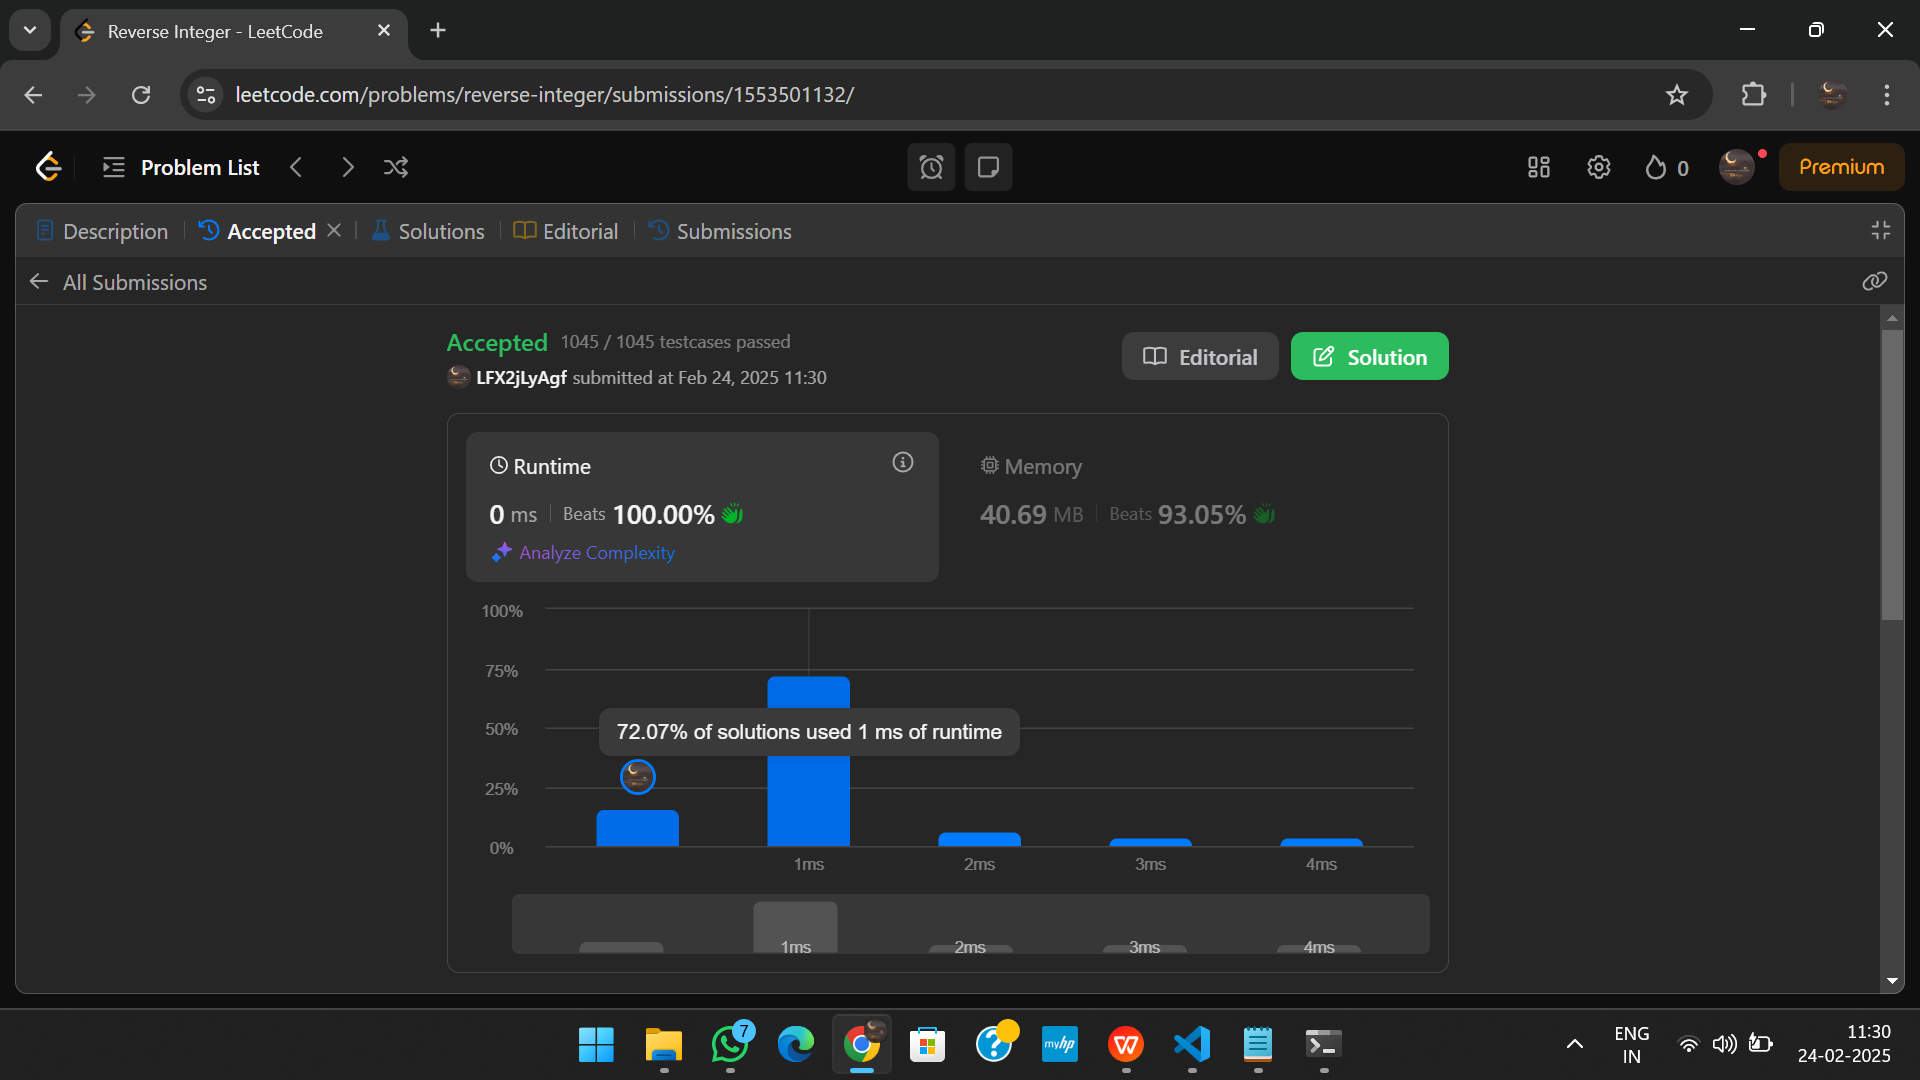 Reverse Integer - LeetCode
leetcode.com/problems/reverse-integer/submissions/1553501132/
Problem List
0
Premium
Description
Accepted
Solutions
Editorial
Submissions
All Submissions
Accepted 1045 / 1045 testcases passed
LFX2jLyAgf submitted at Feb 24, 2025 11:30
Editorial
Solution
Runtime
0 ms Beats 100.00%
Analyze Complexity
Memory
40.69 MB Beats 93.05%
100%
75%
50%
25%
0%
72.07% of solutions used 1 ms of runtime
1ms 2ms 3ms 4ms
1ms 2ms 3ms 4ms
7
myhp
ENG
IN
11:30
24-02-2025